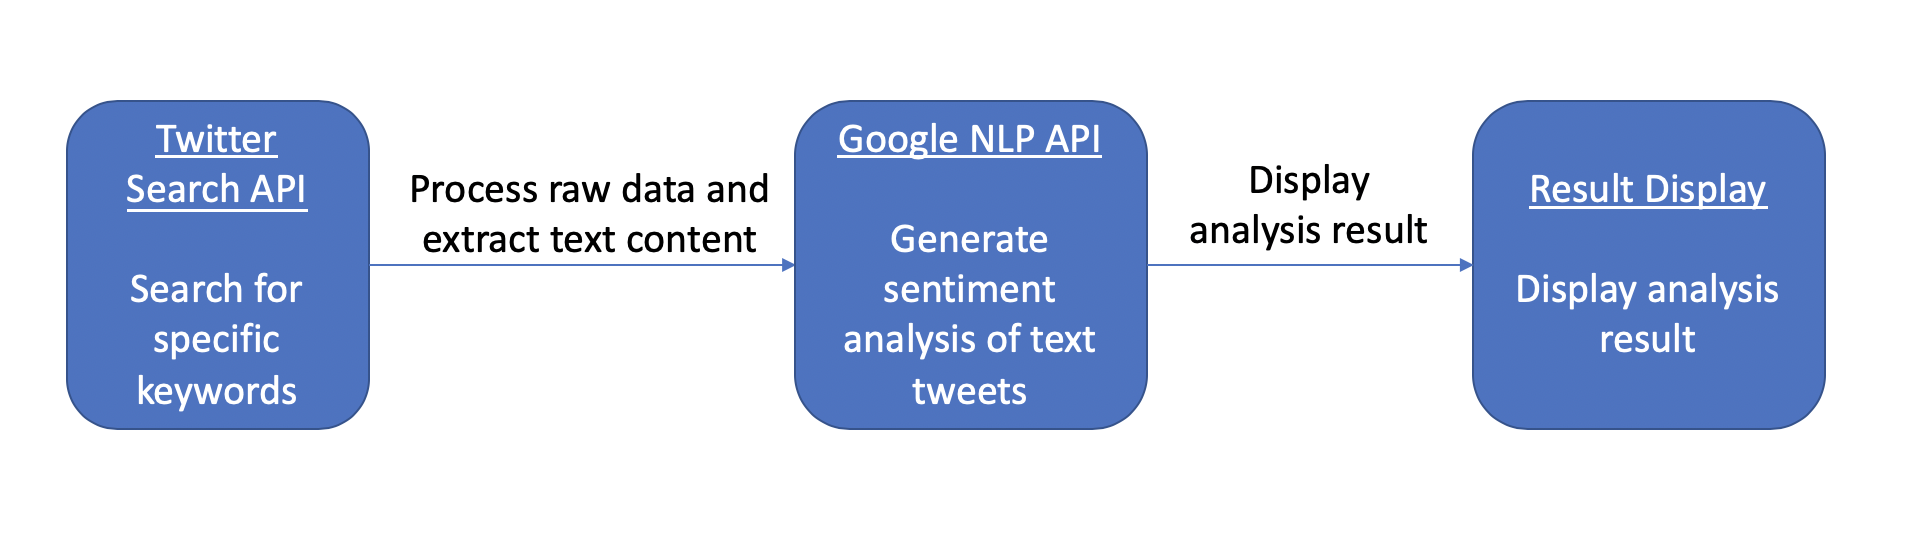 Twitter
Search API
Search for
specific
keywords
Process raw data and
extract text content
Google NLP API
Generate
sentiment
analysis of text
tweets
Display
analysis result
Result Display
Display analysis
result